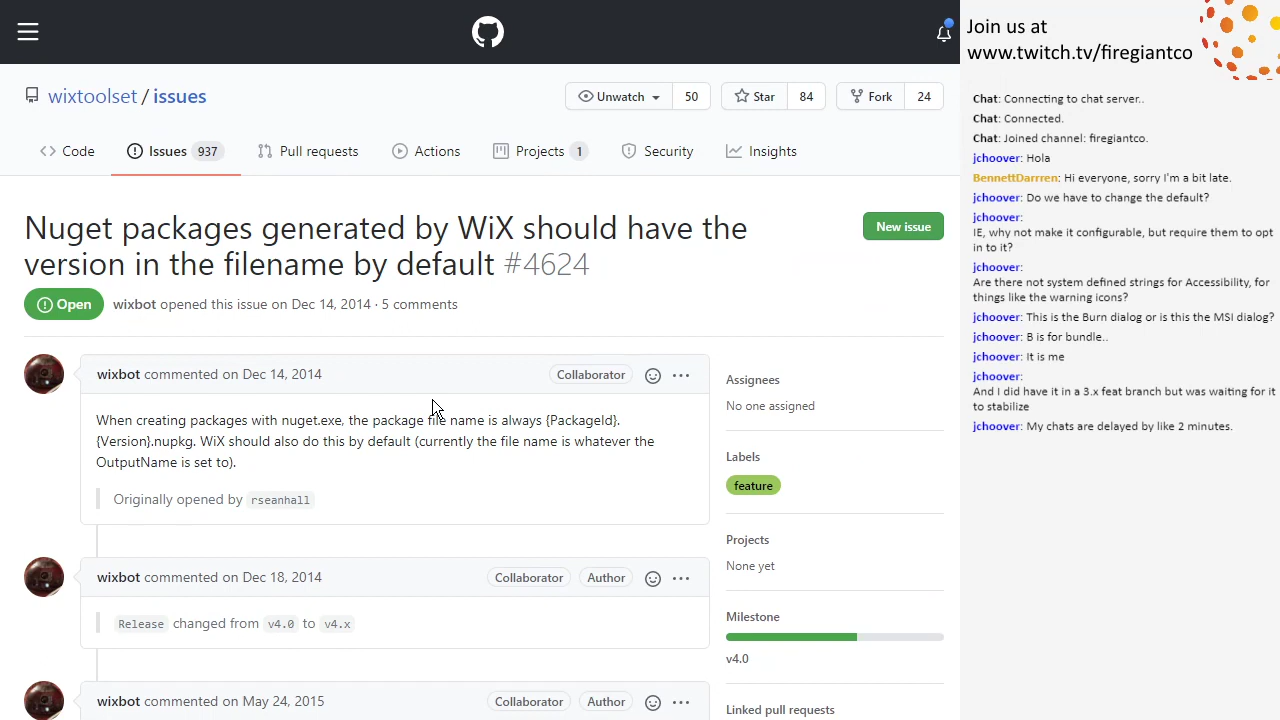 wixtoolset / issues
Unwatch 50
Star 84
Fork 24
Code
Issues 937
Pull requests
Actions
Projects 1
Security
Insights
Nuget packages generated by WiX should have the
version in the filename by default #4624
New issue
Open wixbot opened this issue on Dec 14, 2014 · 5 comments
wixbot commented on Dec 14, 2014 Collaborator
When creating packages with nuget.exe, the package file name is always {PackageId}.
{Version}.nupkg. WiX should also do this by default (currently the file name is whatever the
OutputName is set to).
Originally opened by rseanhall
wixbot commented on Dec 18, 2014 Collaborator Author
Release changed from v4.0 to v4.x
wixbot commented on May 24, 2015 Collaborator Author
Assignees
No one assigned
Labels
feature
Projects
None yet
Milestone
v4.0
Linked pull requests
Join us at
www.twitch.tv/firegiantco
Chat: Connecting to chat server..
Chat: Connected.
Chat: Joined channel: firegiantco.
jchoover: Hola
BennettDarrren: Hi everyone, sorry I'm a bit late.
jchoover: Do we have to change the default?
jchoover:
IE, why not make it configurable, but require them to opt
in to it?
jchoover:
Are there not system defined strings for Accessibility, for
things like the warning icons?
jchoover: This is the Burn dialog or is this the MSI dialog?
jchoover: B is for bundle..
jchoover: It is me
jchoover:
And I did have it in a 3.x feat branch but was waiting for it
to stabilize
jchoover: My chats are delayed by like 2 minutes.